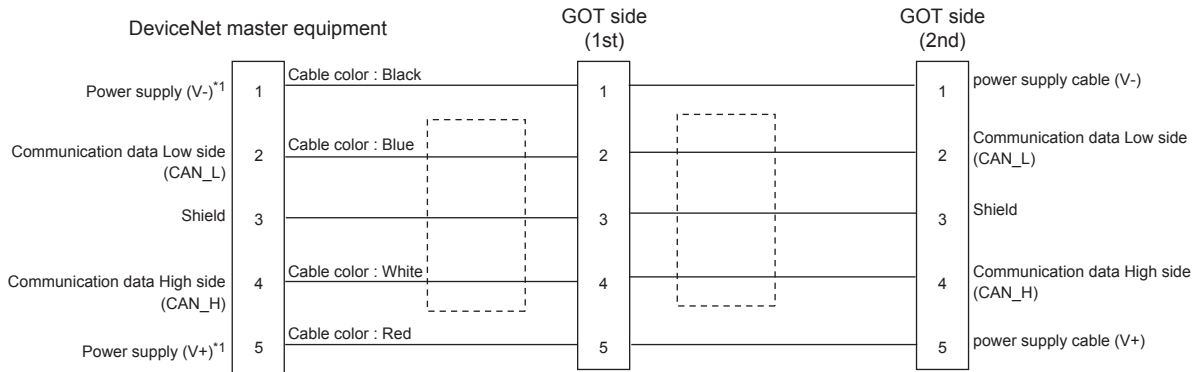 DeviceNet master equipment
GOT side
(1st)
GOT side
(2nd)
Power supply (V-)*1
1
Cable color : Black
1
1
power supply cable (V-)
Communication data Low side
(CAN_L)
2
Cable color : Blue
2
2
Communication data Low side
(CAN_L)
Shield
3
3
3
Shield
Communication data High side
(CAN_H)
4
Cable color : White
4
4
Communication data High side
(CAN_H)
Power supply (V+)*1
5
Cable color : Red
5
5
power supply cable (V+)